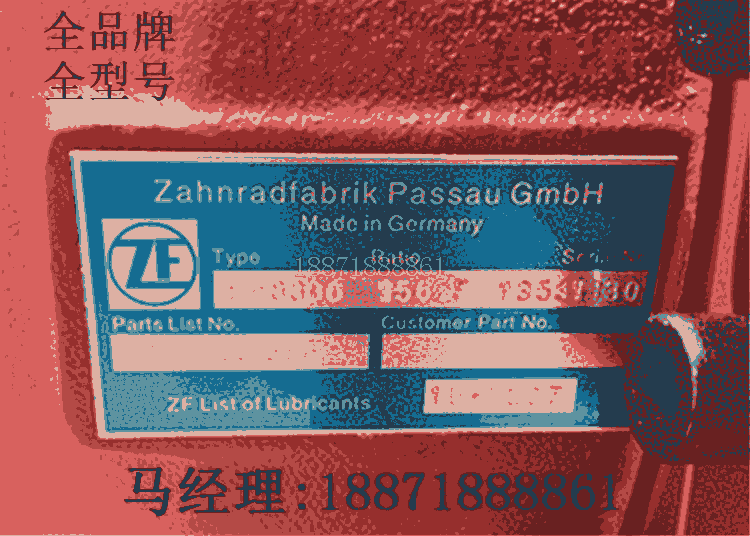 全品牌
全型号
Zahnradfabrik Passau GmbH
Made in Germany
ZF
Type Ratio
18871888861
Parts List No. Customer Part No.
ZF List of Lubricants
马经理:18871888861